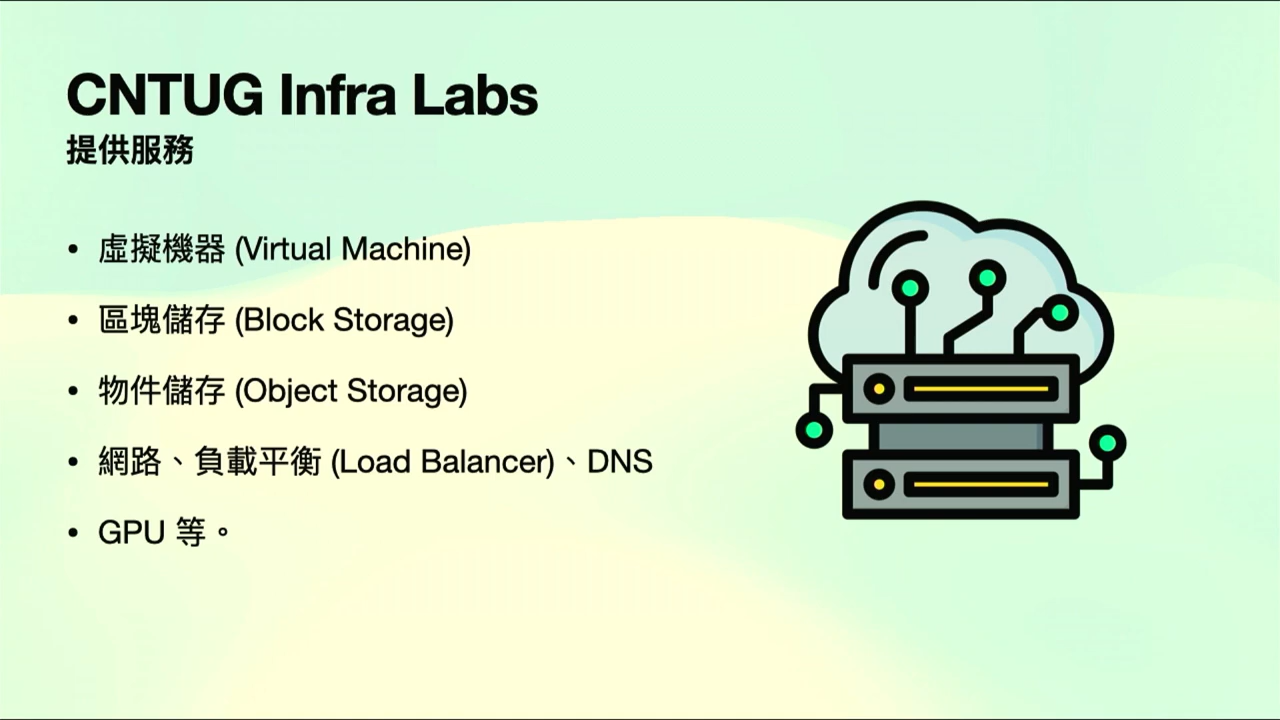 CNTUG Infra Labs
提供服務
• 虛擬機器 (Virtual Machine)
• 區塊儲存 (Block Storage)
• 物件儲存 (Object Storage)
• 網路、負載平衡 (Load Balancer)、DNS
• GPU 等。